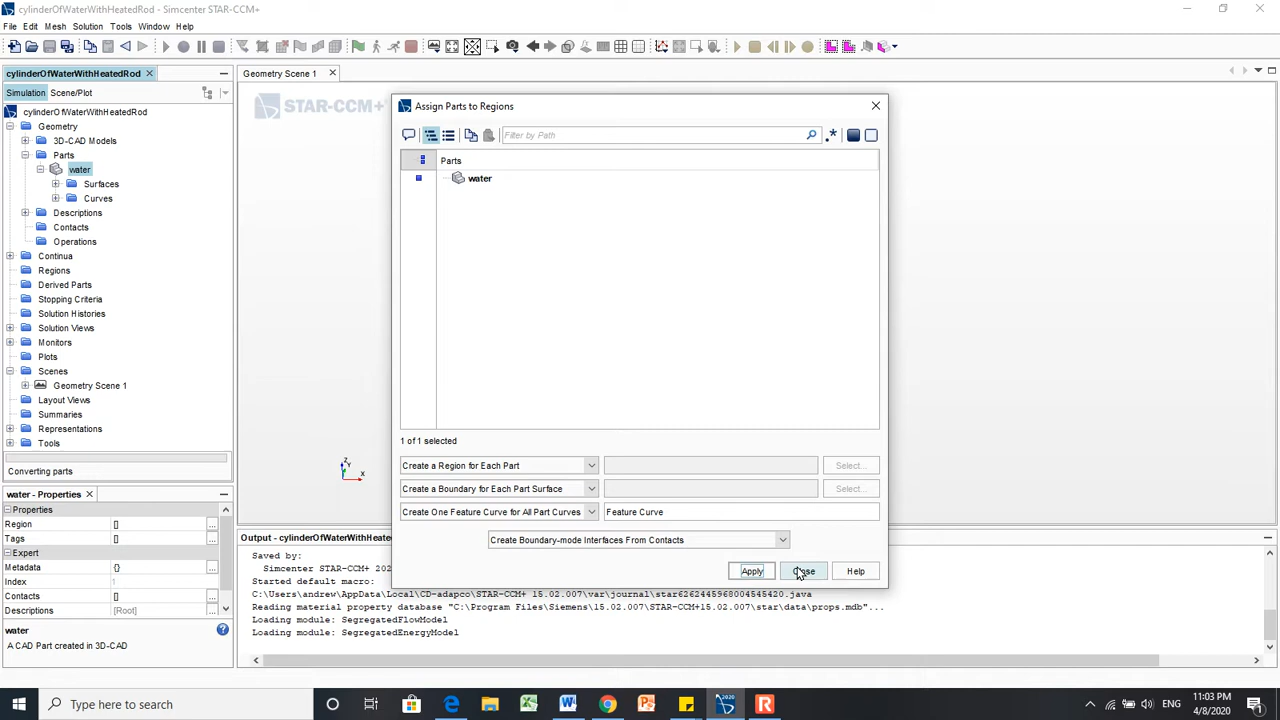 cylinderOfWaterWithHeatedRod - Simcenter STAR-CCM+
File Edit Mesh Solution Tools Window Help
cylinderOfWaterWithHeatedRod
Geometry Scene 1
Simulation Scene/Plot
cylinderOfWaterWithHeatedRod
Geometry
3D-CAD Models
Parts
water
Surfaces
Curves
Descriptions
Contacts
Operations
Continua
Regions
Derived Parts
Stopping Criteria
Solution Histories
Solution Views
Monitors
Plots
Scenes
Geometry Scene 1
Layout Views
Summaries
Representations
Tools
Converting parts
water - Properties
Properties
Region []
Tags []
Expert
Metadata {}
Index 1
Contacts []
Descriptions [Root]
water
A CAD Part created in 3D-CAD
STAR-CCM+
Assign Parts to Regions
Filter by Path
Parts
water
1 of 1 selected
Create a Region for Each Part Select...
Create a Boundary for Each Part Surface Select...
Create One Feature Curve for All Part Curves Feature Curve
Create Boundary-mode Interfaces From Contacts
Apply Close Help
Output - cylinderOfWaterWithHeate
Saved by:
Simcenter STAR-CCM+ 202
Started default macro:
C:\Users\andrew\AppData\Local\CD-adapco\STAR-CCM+ 15.02.007\var\journal\star6262445968004545420.java
Reading material property database "C:\Program Files\Siemens\15.02.007\STAR-CCM+15.02.007\star\data\props.mdb"...
Loading module: SegregatedFlowModel
Loading module: SegregatedEnergyModel
Type here to search
ENG
11:03 PM
4/8/2020